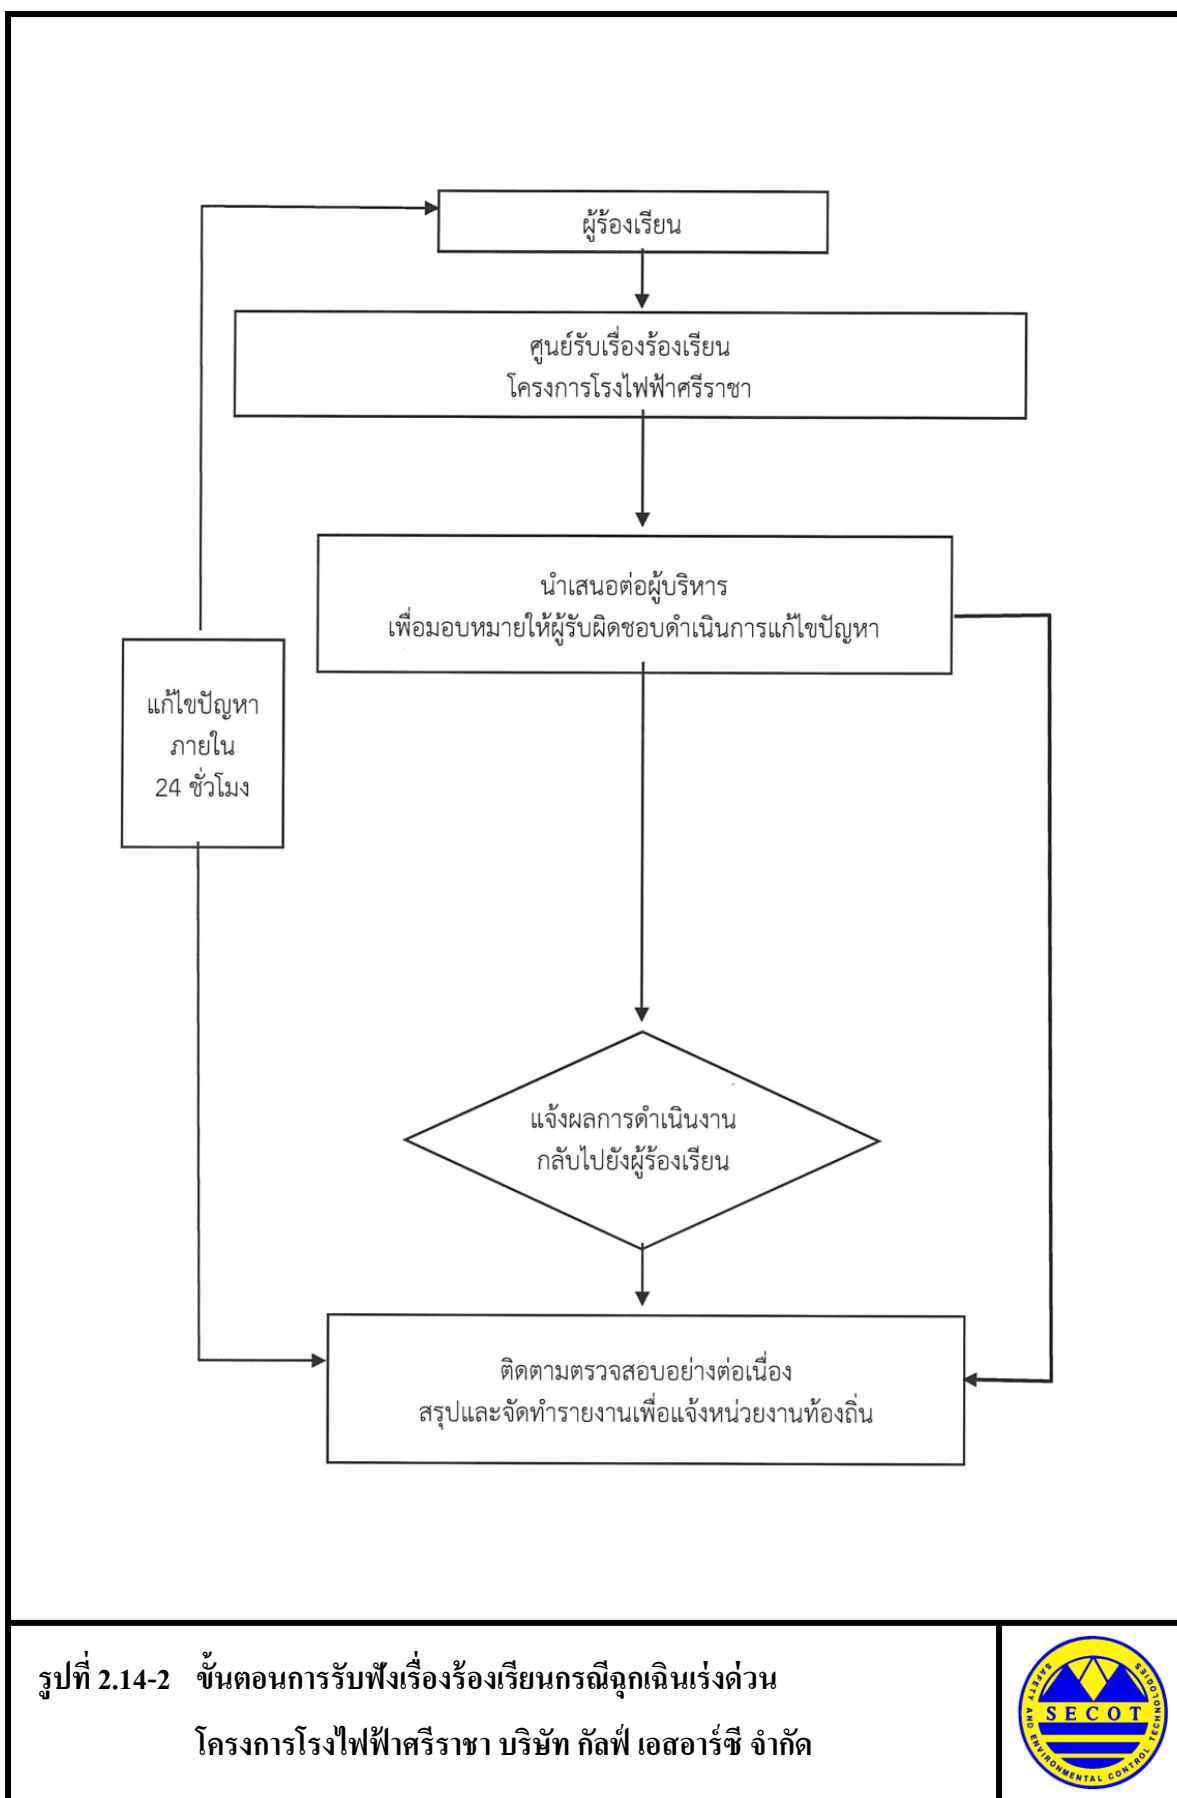 ผู้ร้องเรียน
ศูนย์รับเรื่องร้องเรียน
โครงการโรงไฟฟ้าศรีราชา
นำเสนอต่อผู้บริหาร
เพื่อมอบหมายให้ผู้รับผิดชอบดำเนินการแก้ไขปัญหา
แก้ไขปัญหา
ภายใน
24 ชั่วโมง
แจ้งผลการดำเนินงาน
กลับไปยังผู้ร้องเรียน
ติดตามตรวจสอบอย่างต่อเนื่อง
สรุปและจัดทำรายงานเพื่อแจ้งหน่วยงานท้องถิ่น
รูปที่ 2.14-2 ขั้นตอนการรับฟังเรื่องร้องเรียนกรณีฉุกเฉินเร่งด่วน
โครงการโรงไฟฟ้าศรีราชา บริษัท กัลฟ์ เอสอาร์ซี จำกัด
SECOT
SAFETY AND ENVIRONMENTAL CONTROL TECHNOLOGIES